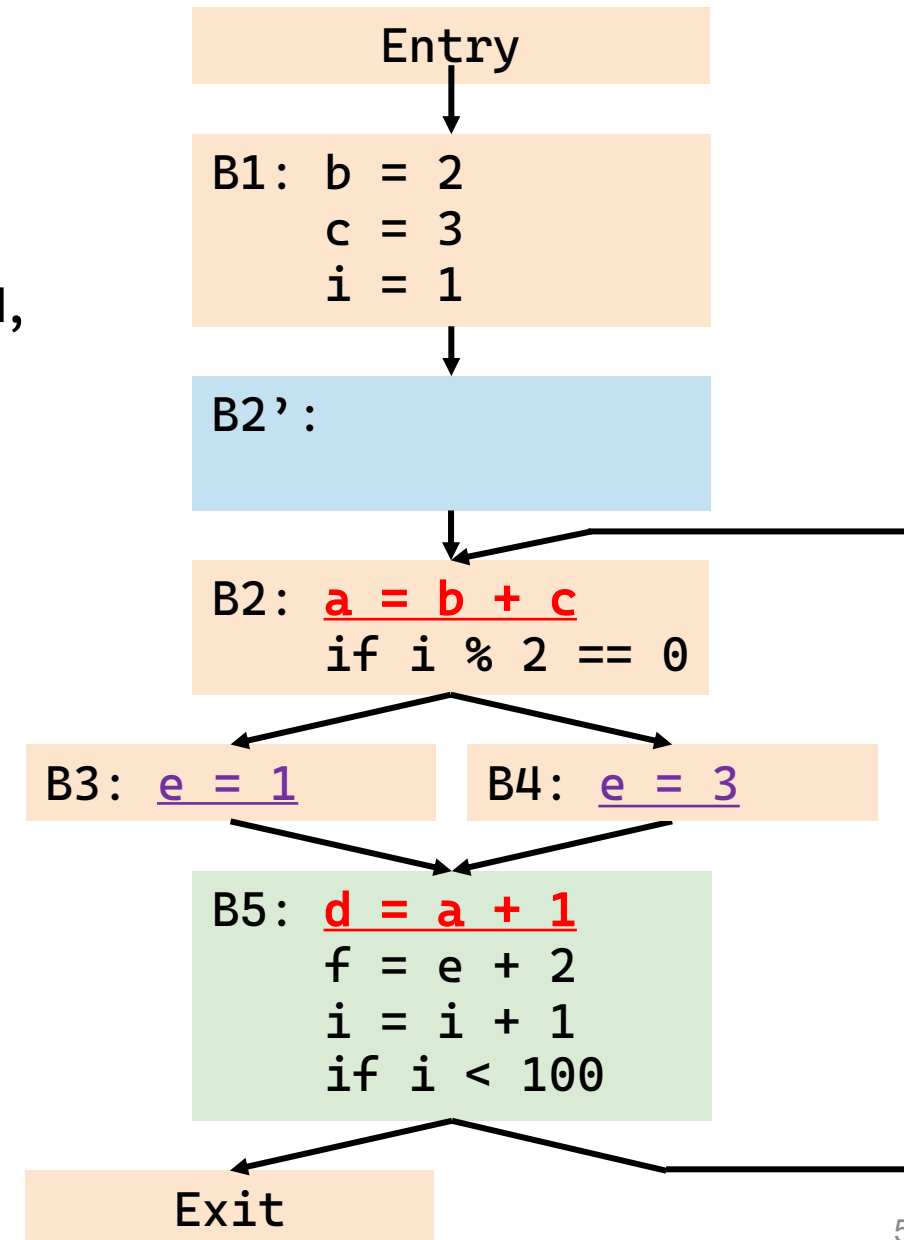 Entry
B1: b = 2
c = 3
i = 1
,
B2’:
B2: a = b + c
if i % 2 == 0
B3: e = 1
B4: e = 3
B5: d = a + 1
f = e + 2
i = i + 1
if i < 100
Exit
5